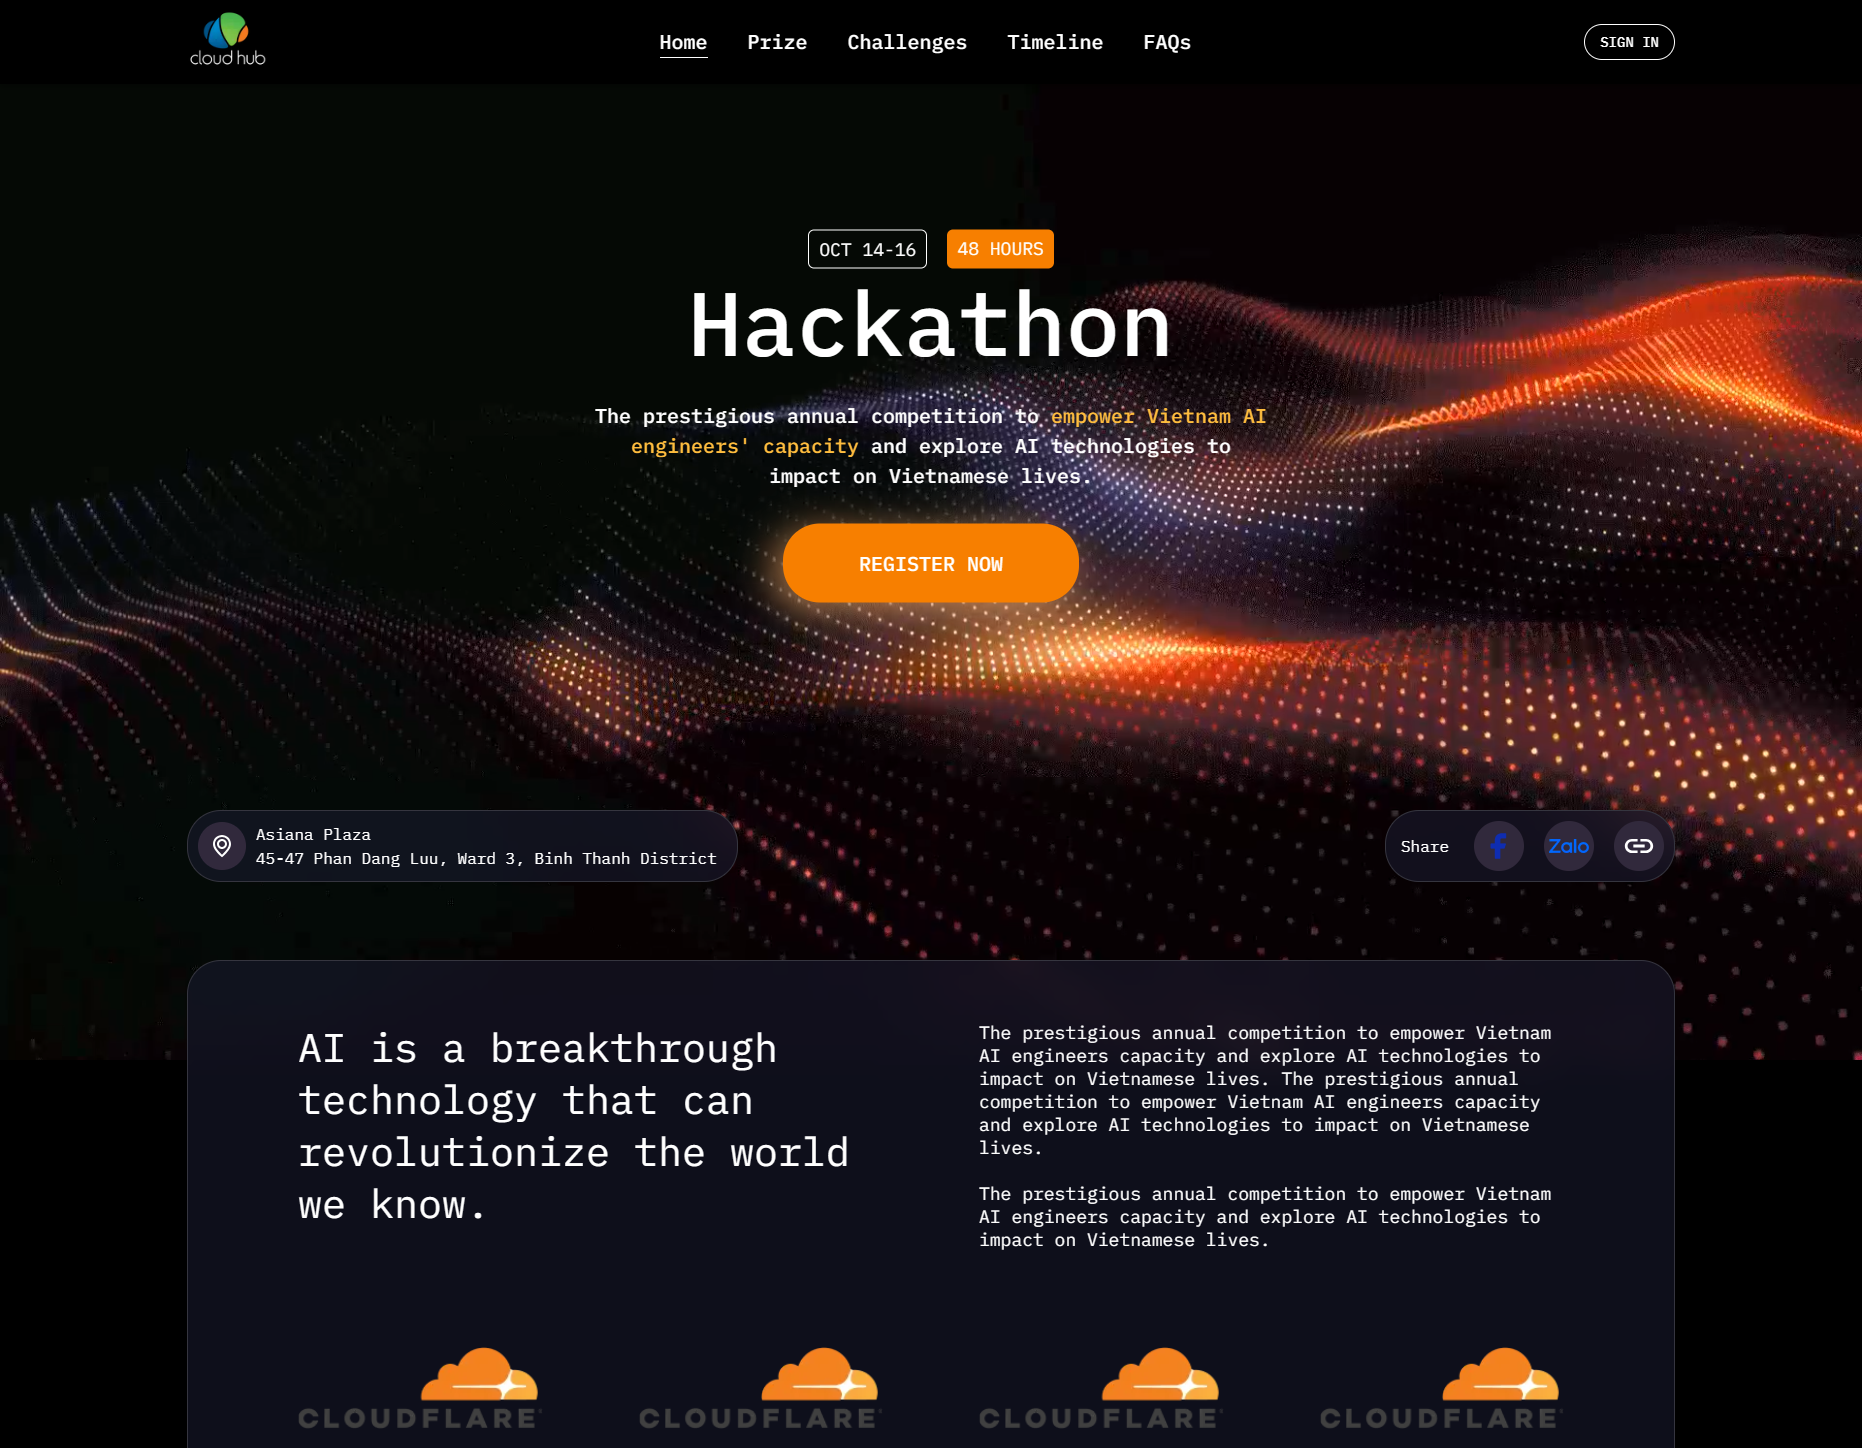 cloud hub
Home Prize Challenges Timeline FAQs
SIGN IN
OCT 14-16 48 HOURS
Hackathon
The prestigious annual competition to empower Vietnam AI
engineers' capacity and explore AI technologies to
impact on Vietnamese lives.
REGISTER NOW
Asiana Plaza
45-47 Phan Dang Luu, Ward 3, Binh Thanh District
Share Zalo
AI is a breakthrough
technology that can
revolutionize the world
we know.
The prestigious annual competition to empower Vietnam
AI engineers capacity and explore AI technologies to
impact on Vietnamese lives. The prestigious annual
competition to empower Vietnam AI engineers capacity
and explore AI technologies to impact on Vietnamese
lives.
The prestigious annual competition to empower Vietnam
AI engineers capacity and explore AI technologies to
impact on Vietnamese lives.
CLOUDFLARE CLOUDFLARE CLOUDFLARE CLOUDFLARE